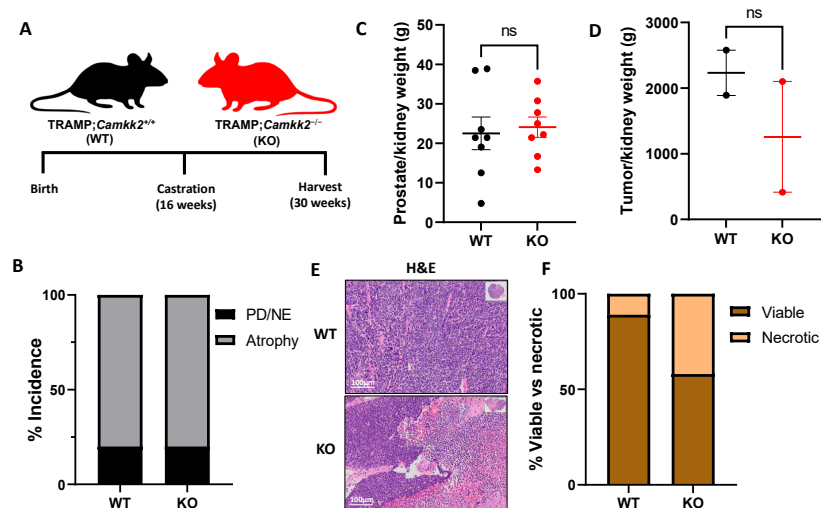 A
TRAMP;Camkk2+/+
(WT)
TRAMP;Camkk2−/−
(KO)
Birth
Castration
(16 weeks)
Harvest
(30 weeks)
B
% Incidence
100
50
0
WT
KO
PD/NE
Atrophy
C
Prostate/kidney weight (g)
50
40
30
20
10
0
ns
WT
KO
D
Tumor/kidney weight (g)
3000
2000
1000
0
ns
WT
KO
E
H&E
WT
100µm
KO
100µm
F
% Viable vs necrotic
100
50
0
WT
KO
Viable
Necrotic